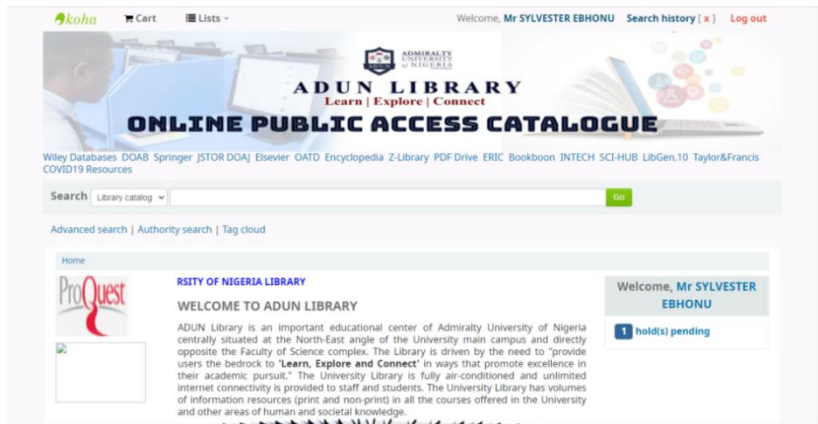 koha Cart Lists Welcome, Mr SYLVESTER EBHONU Search history [ x ] Log out
ADMIRALTY
UNIVERSITY
of NIGERIA
ADUN
ADUN LIBRARY
Learn | Explore | Connect
ONLINE PUBLIC ACCESS CATALOGUE
Wiley Databases DOAB Springer JSTOR DOAJ Elsevier OATD Encyclopedia Z-Library PDF Drive ERIC Bookboon INTECH SCI-HUB LibGen.10 Taylor&Francis
COVID19 Resources
Search Library catalog Go
Advanced search | Authority search | Tag cloud
Home
ProQuest
RSITY OF NIGERIA LIBRARY
WELCOME TO ADUN LIBRARY
ADUN Library is an important educational center of Admiralty University of Nigeria
centrally situated at the North-East angle of the University main campus and directly
opposite the Faculty of Science complex. The Library is driven by the need to "provide
users the bedrock to 'Learn, Explore and Connect' in ways that promote excellence in
their academic pursuit." The University Library is fully air-conditioned and unlimited
internet connectivity is provided to staff and students. The University Library has volumes
of information resources (print and non-print) in all the courses offered in the University
and other areas of human and societal knowledge.
Welcome, Mr SYLVESTER
EBHONU
1 hold(s) pending